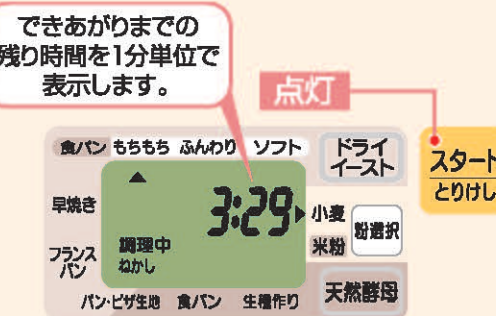 できあがりまでの
残り時間を1分単位で
表示します。
点灯
食パン もちもち ふんわり ソフト
ドライ
イースト
スタート
とりけし
早焼き
3:29
小麦
粉選択
米粉
フランス
パン
調理中
ねかし
パン・ピザ生地 食パン 生種作り
天然酵母